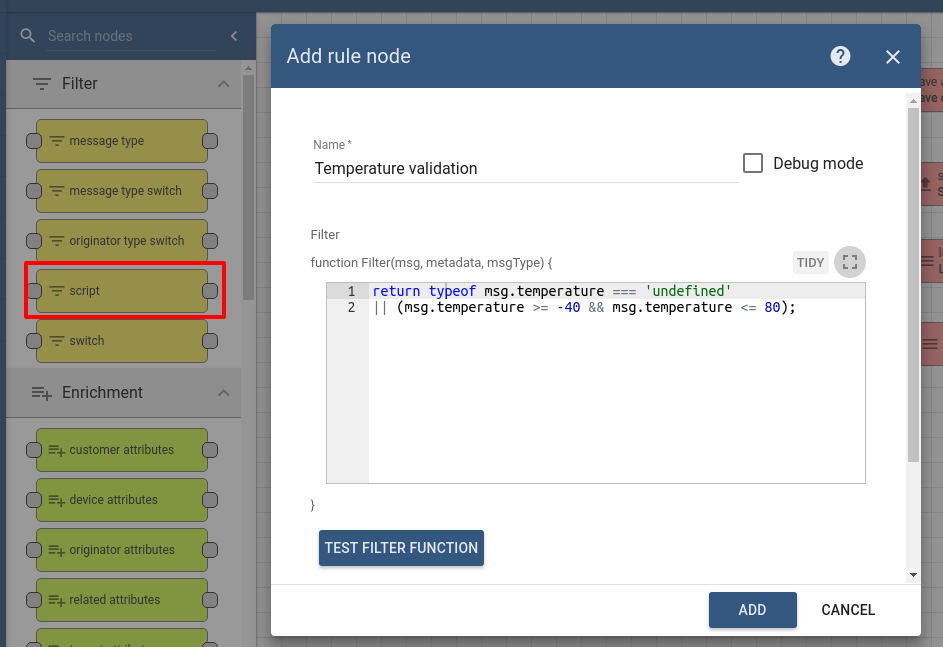 Search nodes
Filter
message type
message type switch
originator type switch
script
switch
Enrichment
customer attributes
device attributes
originator attributes
related attributes
Add rule node
?
Name *
Temperature validation
Debug mode
Filter
function Filter(msg, metadata, msgType) {
TIDY
1 return typeof msg.temperature === 'undefined'
2 || (msg.temperature >= -40 && msg.temperature <= 80);
}
TEST FILTER FUNCTION
ADD
CANCEL